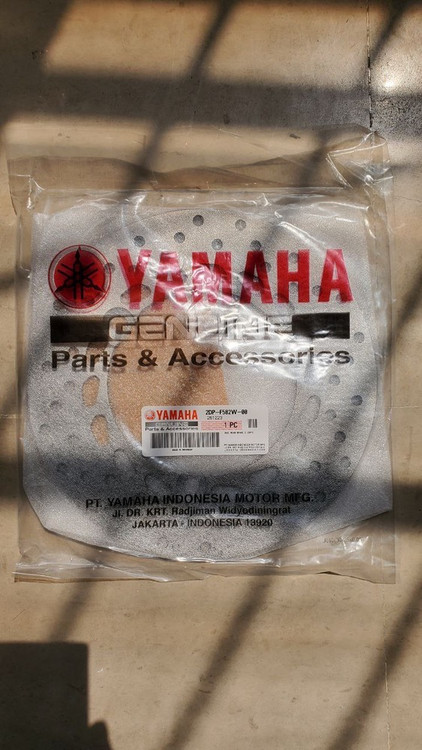 YAMAHA
GENUINE
Parts & Accessories
YAMAHA 2DP-F582W-00
GENUINE
Parts & Accessories
1 PC
PT. YAMAHA INDONESIA MOTOR MFG.
Jl. DR. KRT. Radjiman Widyodiningrat
JAKARTA - INDONESIA 13920